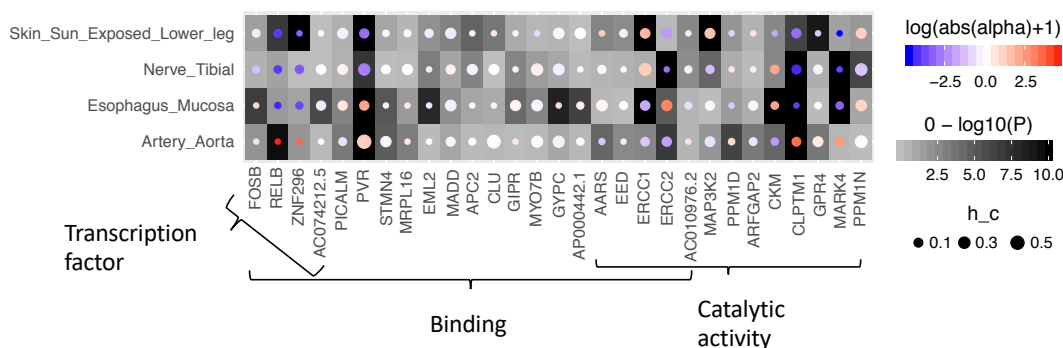 Skin_Sun_Exposed_Lower_leg
Nerve_Tibial
Esophagus_Mucosa
Artery_Aorta
FOSB
RELB
ZNF296
AC074212.5
PICALM
PVR
STMN4
MRPL16
EML2
MADD
APC2
CLU
GIPR
MYO7B
GYPC
AP000442.1
AARS
EED
ERCC1
ERCC2
AC010976.2
MAP3K2
PPM1D
ARFGAP2
CKM
CLPTM1
GPR4
MARK4
PPM1N
Transcription
factor
Binding
Catalytic
activity
log(abs(alpha)+1)
−2.5 0.0 2.5
0 − log10(P)
2.5 5.0 7.5 10.0
h_c
0.1 0.3 0.5